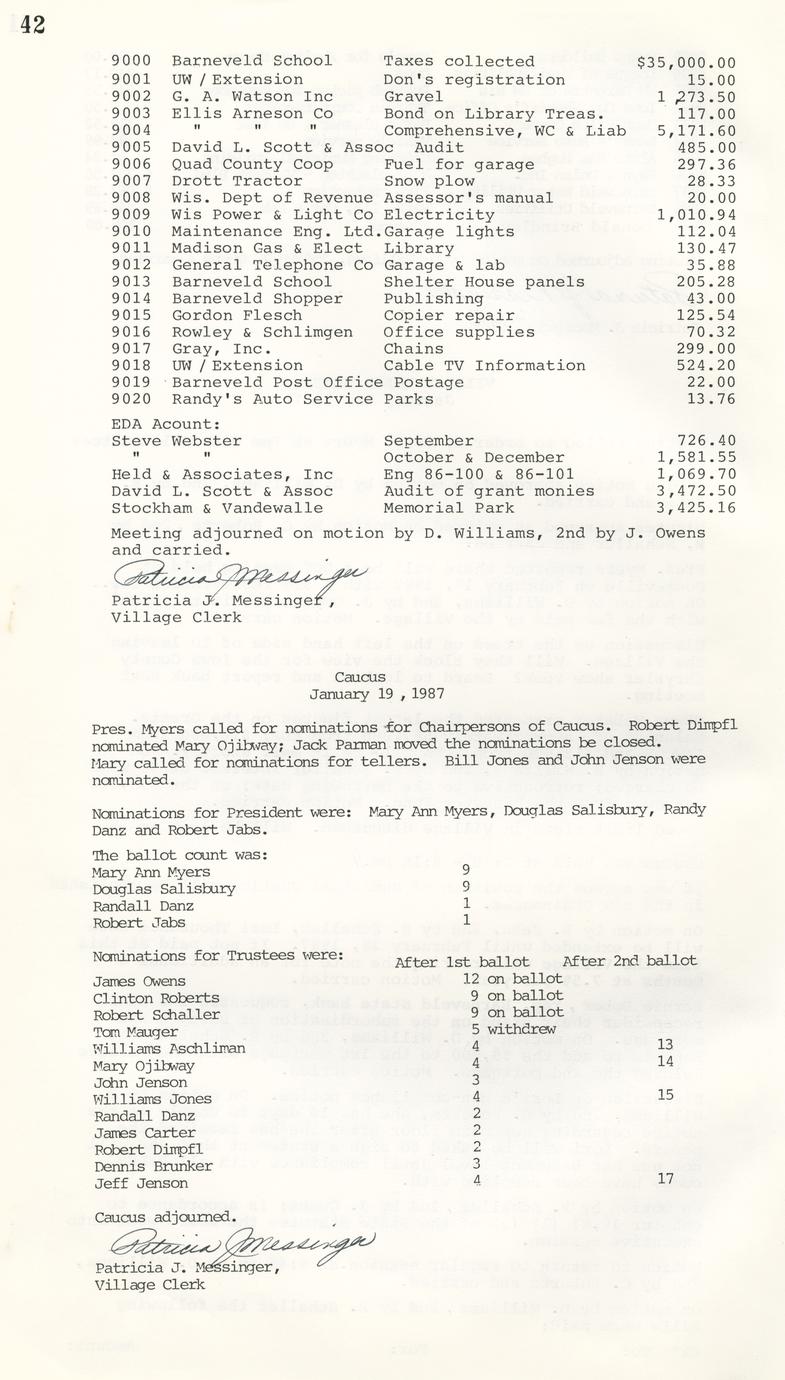 42
9000 Barneveld School Taxes collected $35,000.00
9001 UW / Extension Don's registration 15.00
9002 G. A. Watson Inc Gravel 1 ,273.50
9003 Ellis Arneson Co Bond on Library Treas. 117.00
9004 " " " Comprehensive, WC & Liab 5,171.60
9005 David L. Scott & Assoc Audit 485.00
9006 Quad County Coop Fuel for garage 297.36
9007 Drott Tractor Snow plow 28.33
9008 Wis. Dept of Revenue Assessor's manual 20.00
9009 Wis Power & Light Co Electricity 1,010.94
9010 Maintenance Eng. Ltd. Garage lights 112.04
9011 Madison Gas & Elect Library 130.47
9012 General Telephone Co Garage & lab 35.88
9013 Barneveld School Shelter House panels 205.28
9014 Barneveld Shopper Publishing 43.00
9015 Gordon Flesch Copier repair 125.54
9016 Rowley & Schlimgen Office supplies 70.32
9017 Gray, Inc. Chains 299.00
9018 UW / Extension Cable TV Information 524.20
9019 Barneveld Post Office Postage 22.00
9020 Randy's Auto Service Parks 13.76
EDA Acount:
Steve Webster September 726.40
" " October & December 1,581.55
Held & Associates, Inc Eng 86-100 & 86-101 1,069.70
David L. Scott & Assoc Audit of grant monies 3,472.50
Stockham & Vandewalle Memorial Park 3,425.16
Meeting adjourned on motion by D. Williams, 2nd by J. Owens
and carried.
Patricia J Messinger
Patricia J. Messinger,
Village Clerk
Caucus
January 19 , 1987
Pres. Myers called for nominations for Chairpersons of Caucus. Robert Dimpfl
nominated Mary Ojibway; Jack Parman moved the nominations be closed.
Mary called for nominations for tellers. Bill Jones and John Jenson were
nominated.
Nominations for President were: Mary Ann Myers, Douglas Salisbury, Randy
Danz and Robert Jabs.
The ballot count was:
Mary Ann Myers 9
Douglas Salisbury 9
Randall Danz 1
Robert Jabs 1
Nominations for Trustees were: After 1st ballot After 2nd ballot
James Owens 12 on ballot
Clinton Roberts 9 on ballot
Robert Schaller 9 on ballot
Tom Mauger 5 withdrew
Williams Aschliman 4 13
Mary Ojibway 4 14
John Jenson 3
Williams Jones 4 15
Randall Danz 2
James Carter 2
Robert Dimpfl 2
Dennis Brunker 3
Jeff Jenson 4 17
Caucus adjourned.
Patricia J Messinger
Patricia J. Messinger,
Village Clerk